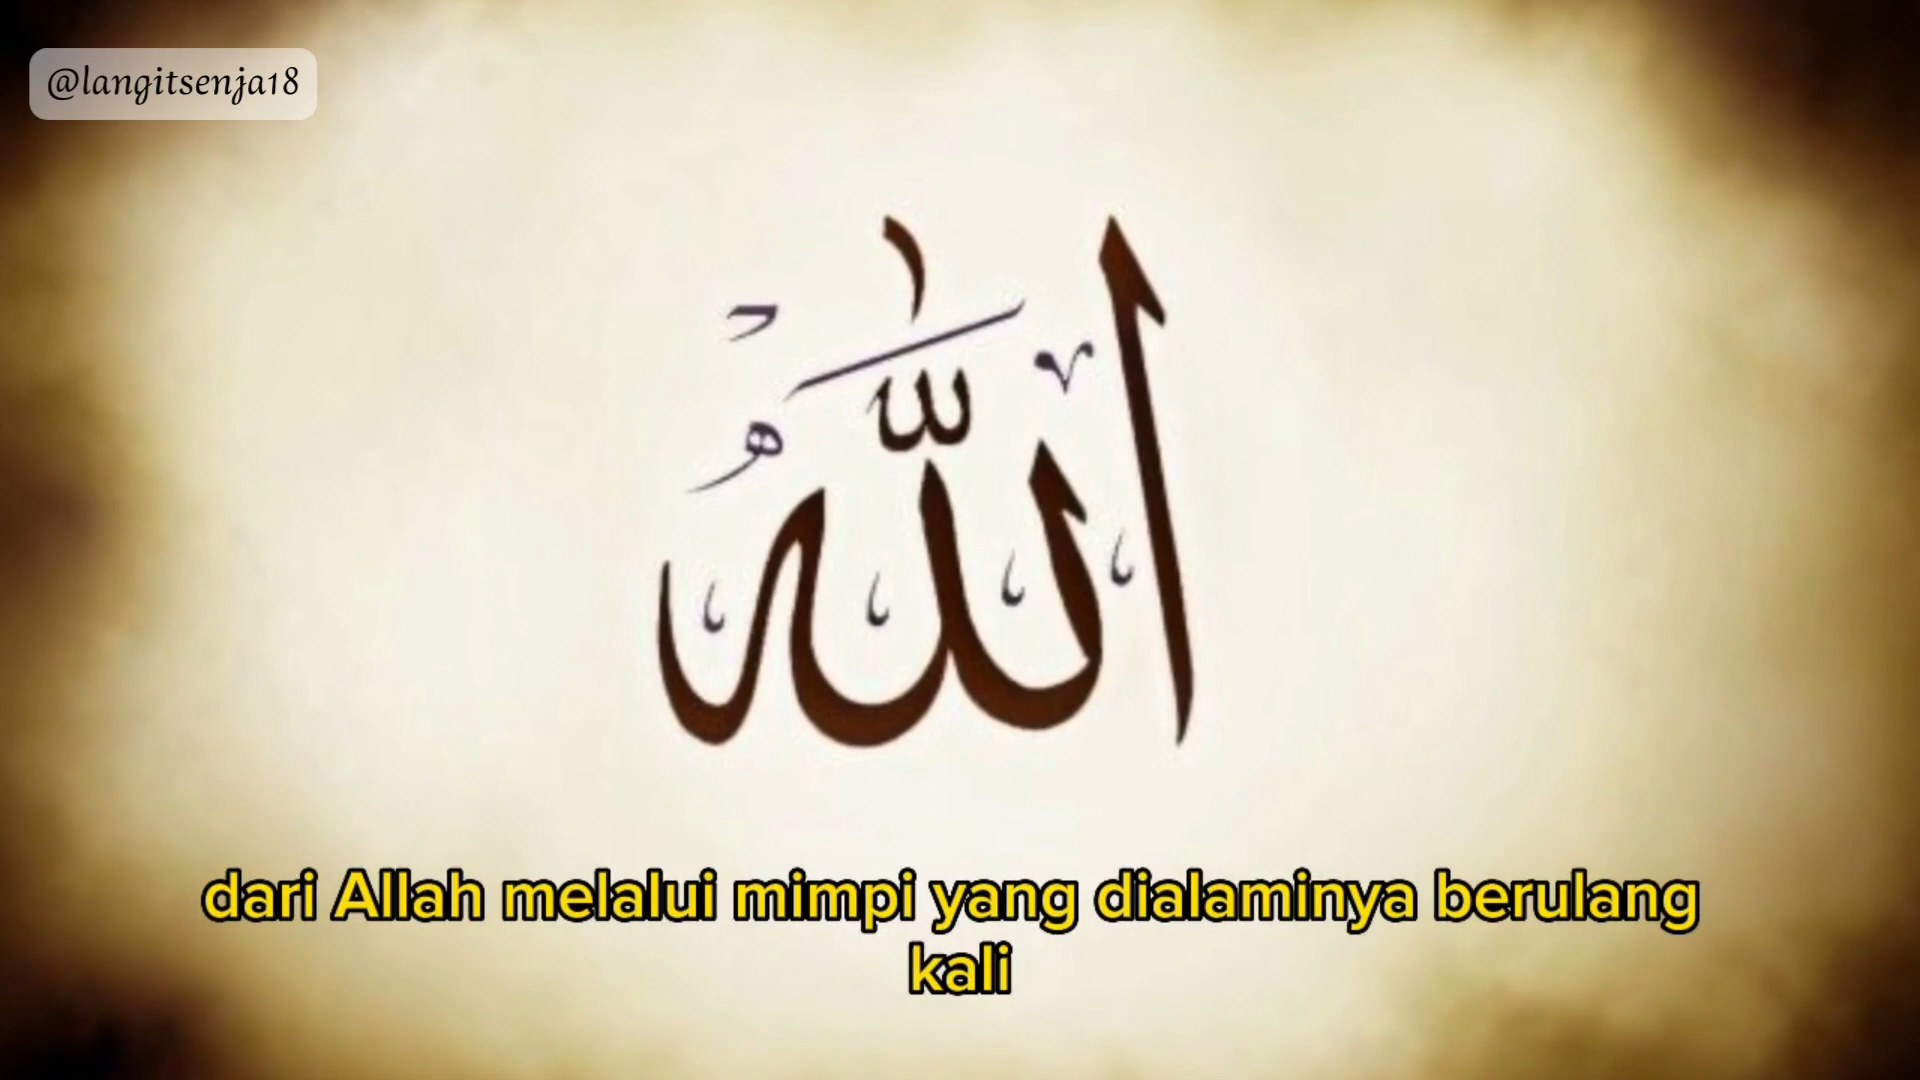 @langitsenja18
الله
dari Allah melalui mimpi yang dialaminya berulang
kali